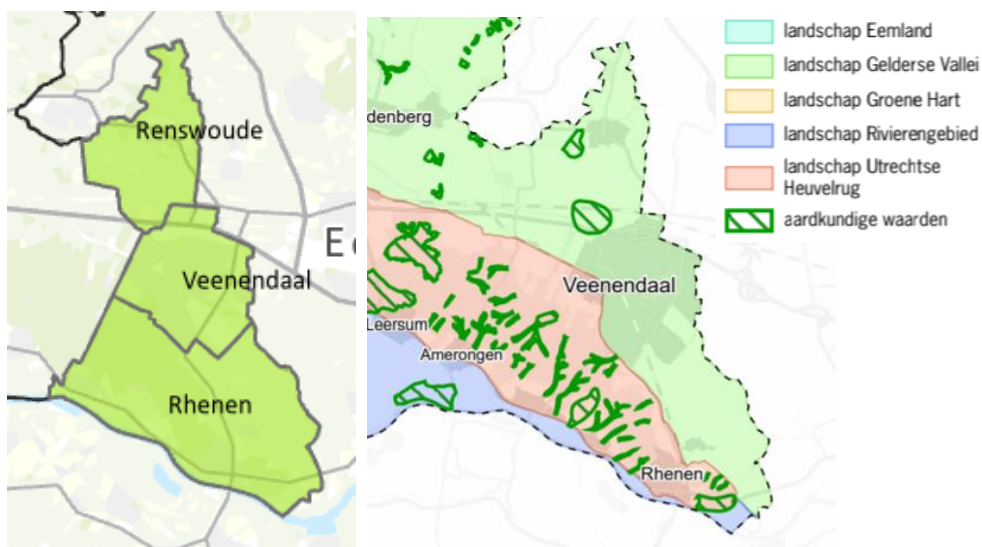 Renswoude
Veenendaal
Rhenen
denberg
Veenendaal
Leersum
Amerongen
Rhenen
landschap Eemland
landschap Gelderse Vallei
landschap Groene Hart
landschap Rivierengebied
landschap Utrechtse
Heuvelrug
aardkundige waarden